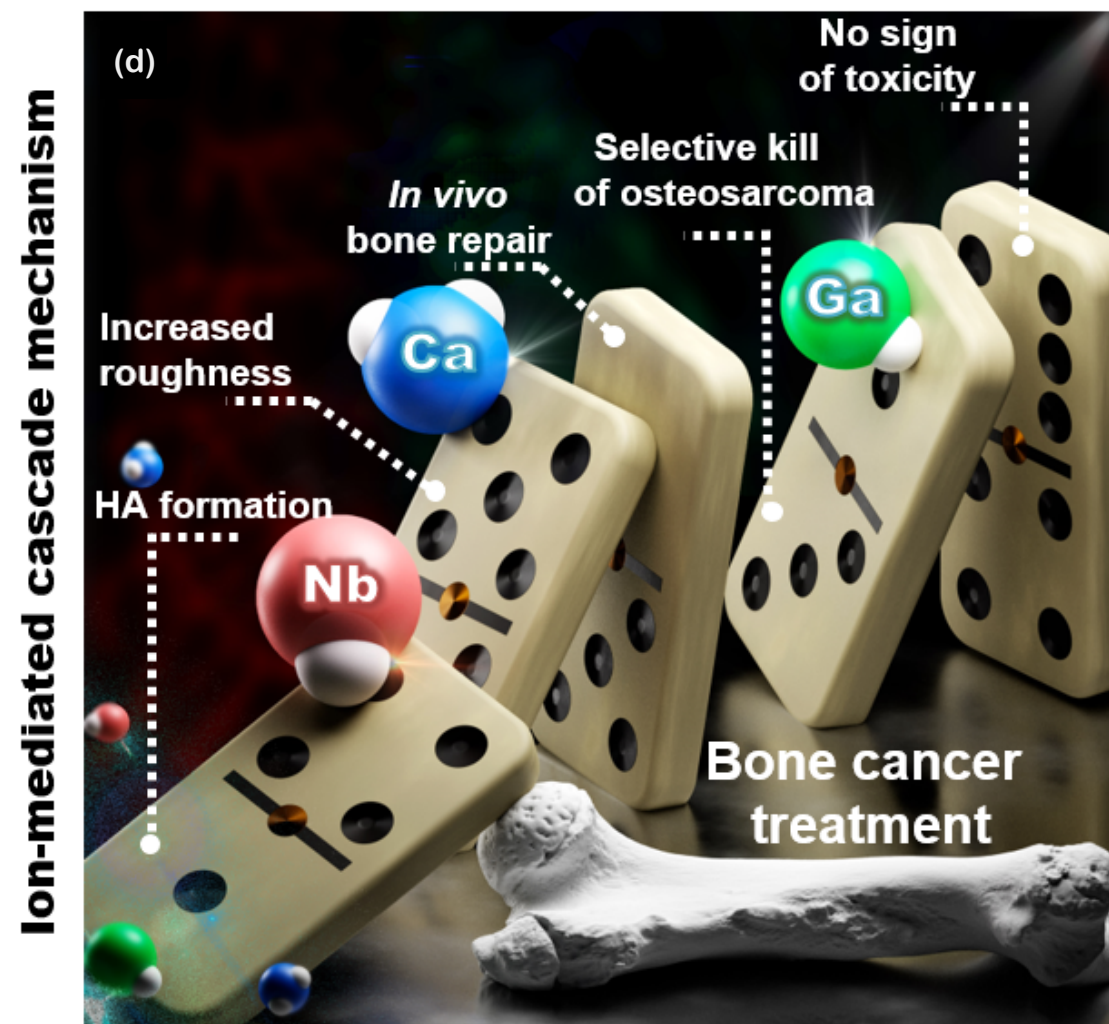 Ion-mediated cascade mechanism
(d)
No sign
of toxicity
Selective kill
of osteosarcoma
In vivo
bone repair
Ga
Increased
roughness
Ca
HA formation
Nb
Bone cancer
treatment